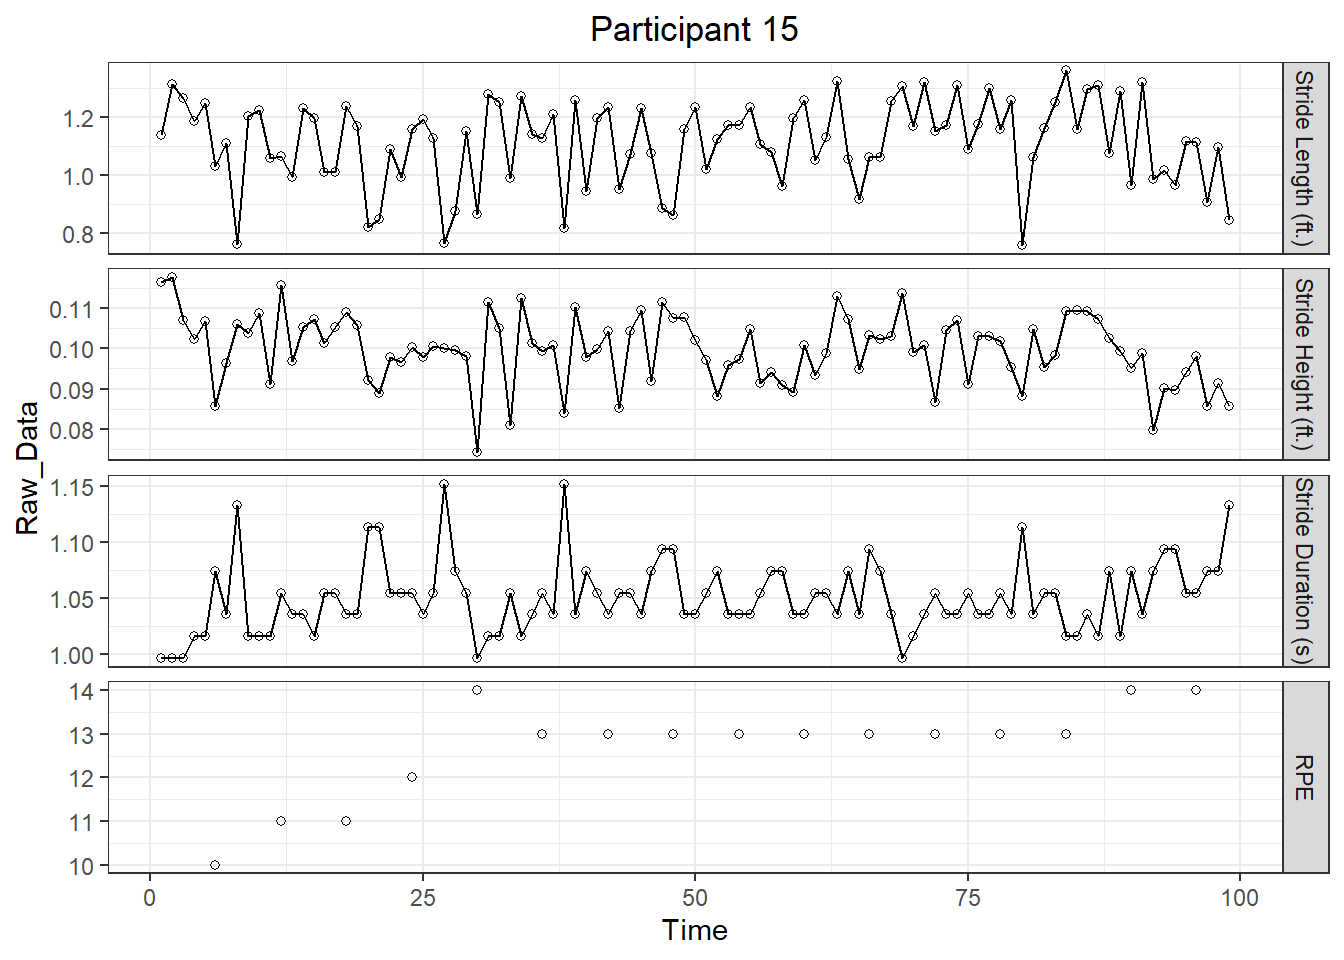 Participant 15
Raw_Data
1.2
1.0
0.8
Stride Length (ft.)
0.11
0.10
0.09
0.08
Stride Height (ft.)
1.15
1.10
1.05
1.00
Stride Duration (s)
14
13
12
11
10
RPE
0 25 50 75 100
Time